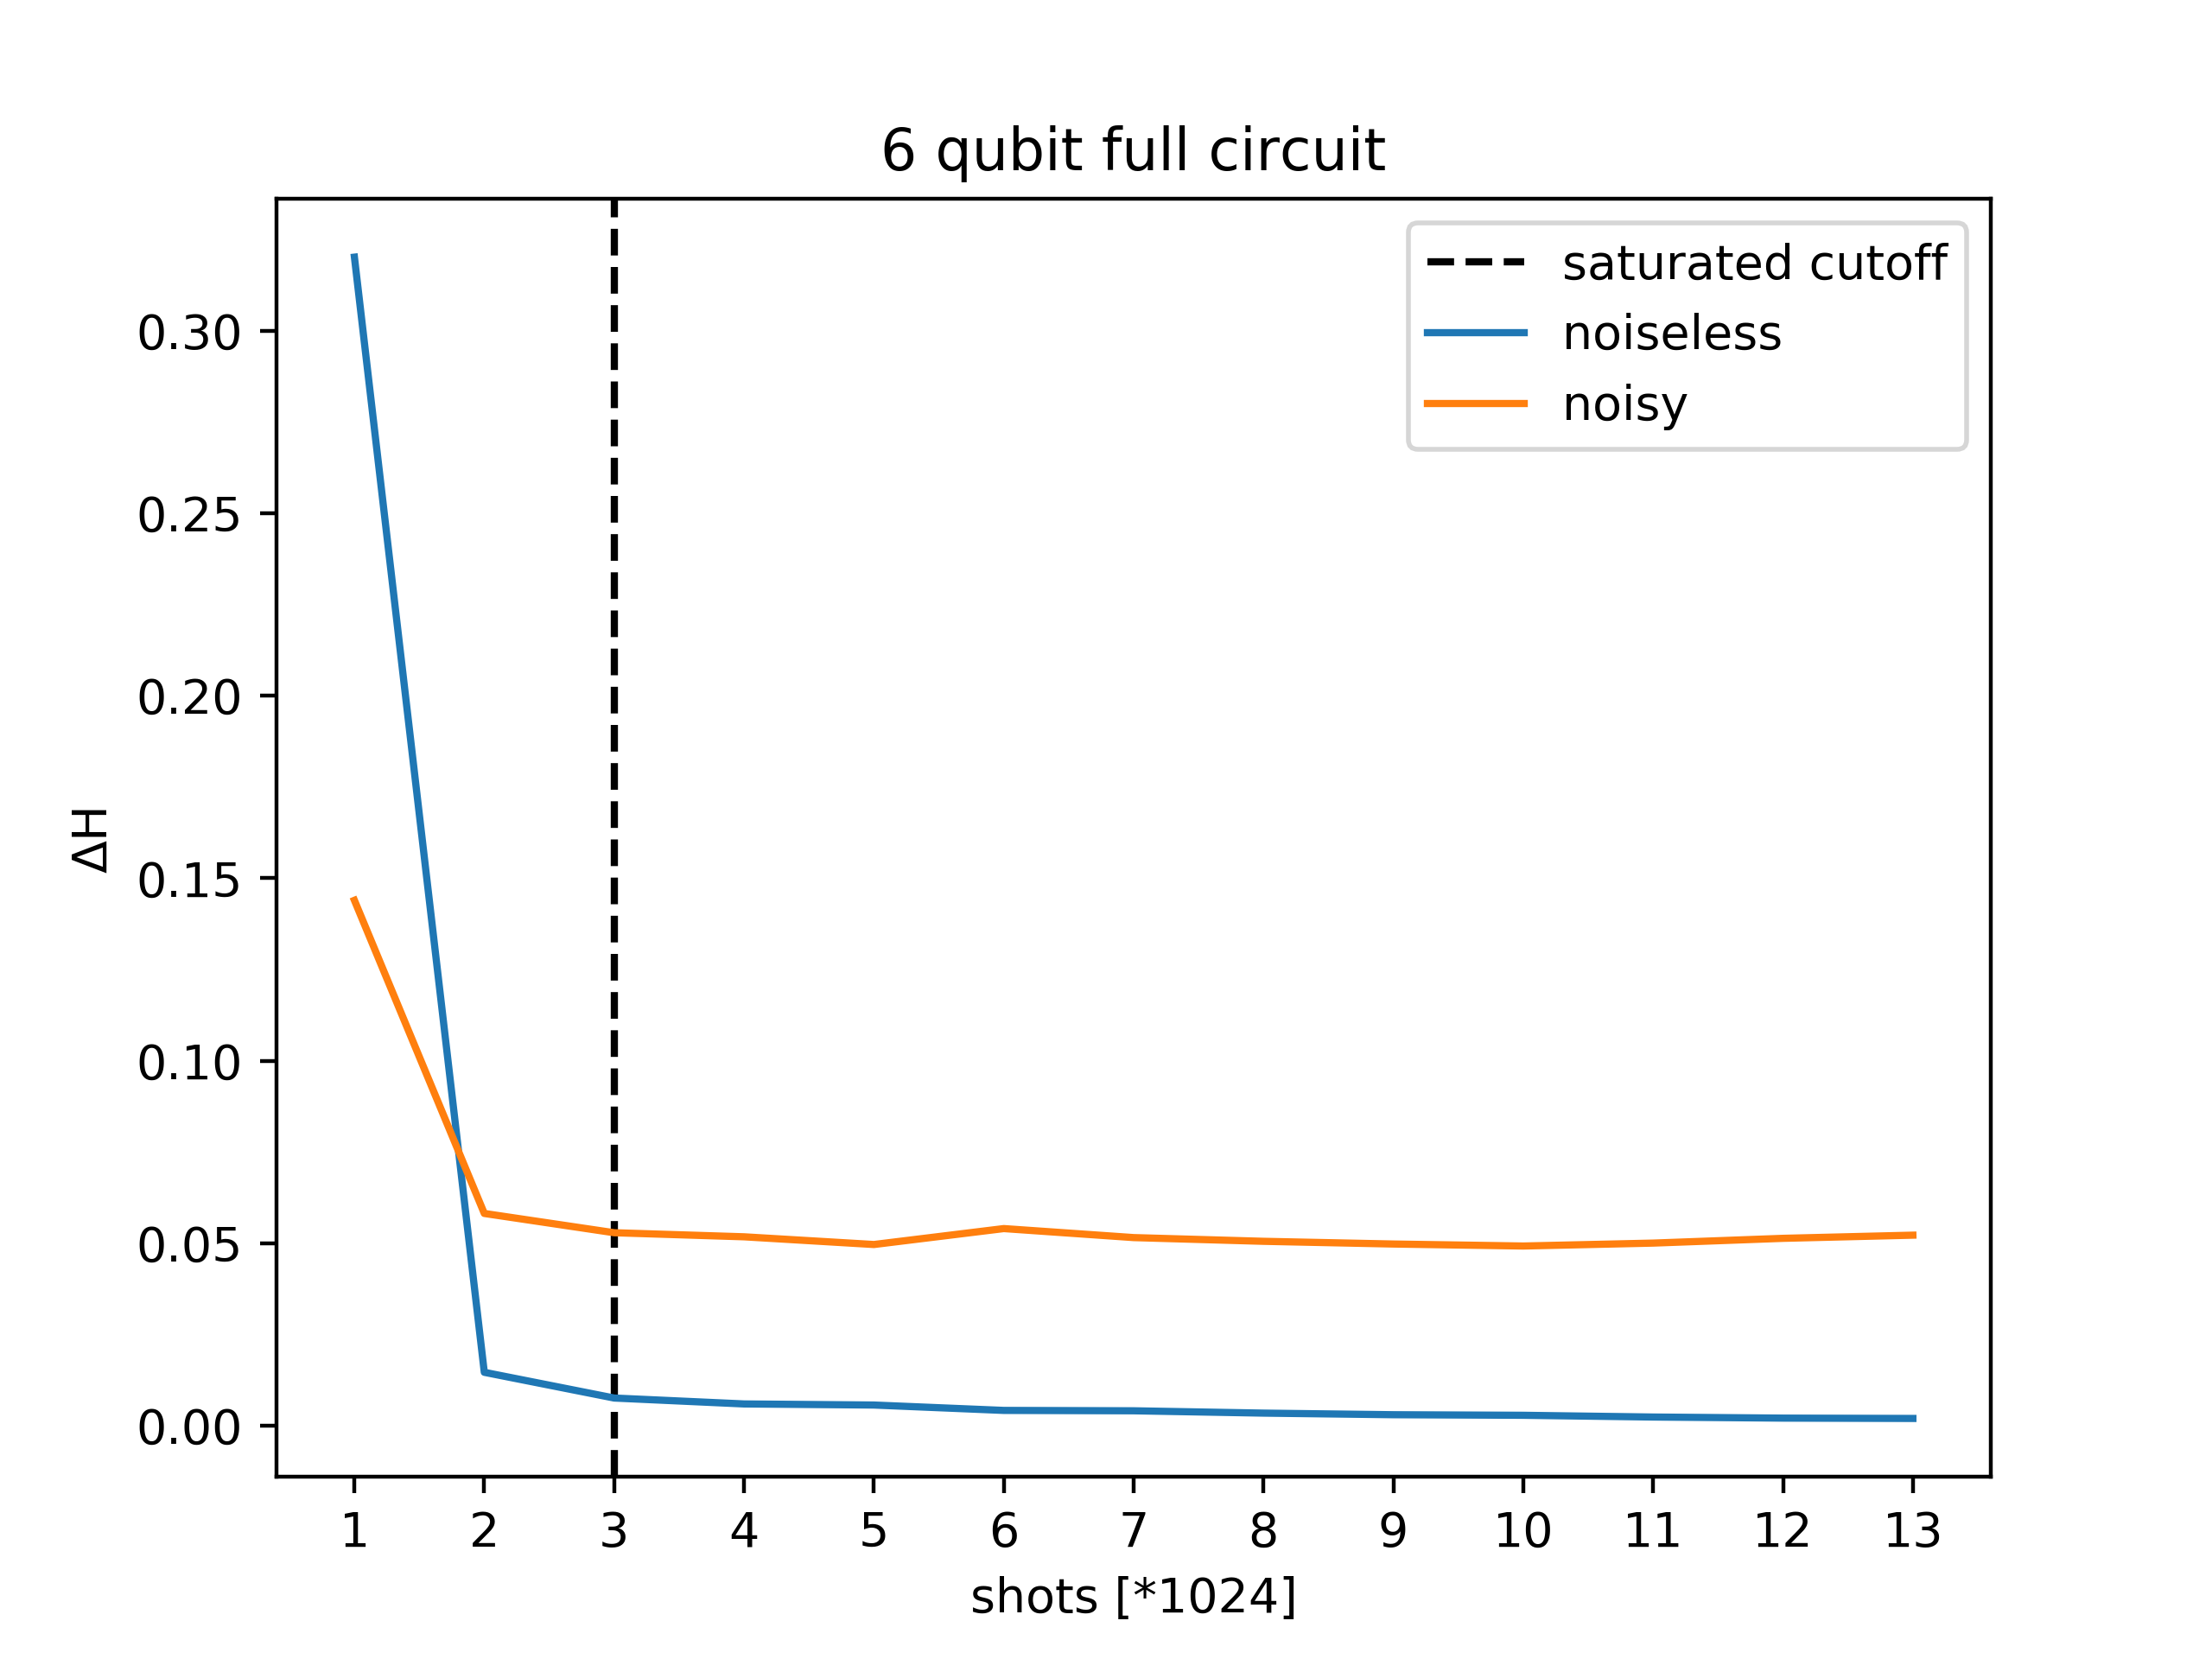 6 qubit full circuit
saturated cutoff
noiseless
noisy
0.30
0.25
0.20
0.15
0.10
0.05
0.00
ΔH
1 2 3 4 5 6 7 8 9 10 11 12 13
shots [*1024]